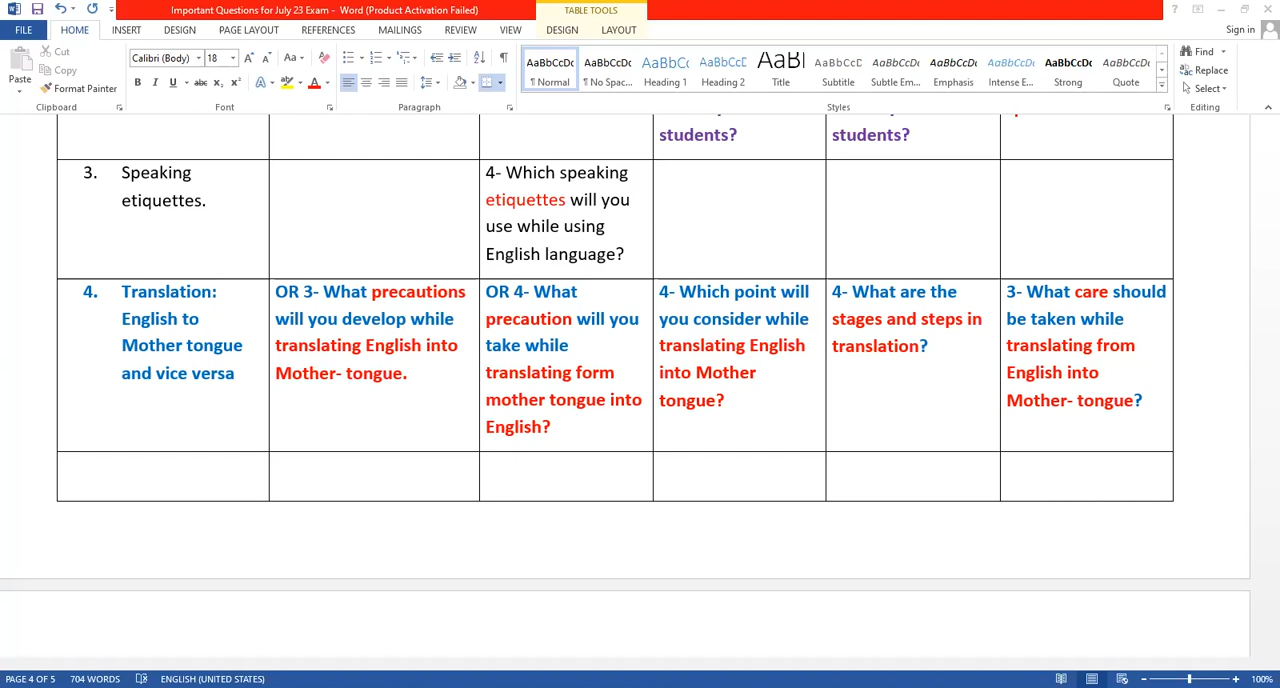 Important Questions for July 23 Exam - Word (Product Activation Failed)
TABLE TOOLS
FILE HOME INSERT DESIGN PAGE LAYOUT REFERENCES MAILINGS REVIEW VIEW DESIGN LAYOUT
Sign in
Paste
Cut
Copy
Format Painter
Clipboard
Calibri (Body) 18
Font
Paragraph
AaBbCcDc AaBbCcDc AaBbCc AaBbCcD AaB AaBbCcD AaBbCcDc AaBbCcDc AaBbCcDc AaBbCcDc AaBbCcDc
¶ Normal ¶ No Spac... Heading 1 Heading 2 Title Subtitle Subtle Em... Emphasis Intense E... Strong Quote
Styles
Find
Replace
Select
Editing
students?
students?
3. Speaking
etiquettes.
4- Which speaking
etiquettes will you
use while using
English language?
4. Translation:
English to
Mother tongue
and vice versa
OR 3- What precautions
will you develop while
translating English into
Mother- tongue.
OR 4- What
precaution will you
take while
translating form
mother tongue into
English?
4- Which point will
you consider while
translating English
into Mother
tongue?
4- What are the
stages and steps in
translation?
3- What care should
be taken while
translating from
English into
Mother- tongue?
PAGE 4 OF 5 704 WORDS ENGLISH (UNITED STATES) 100%